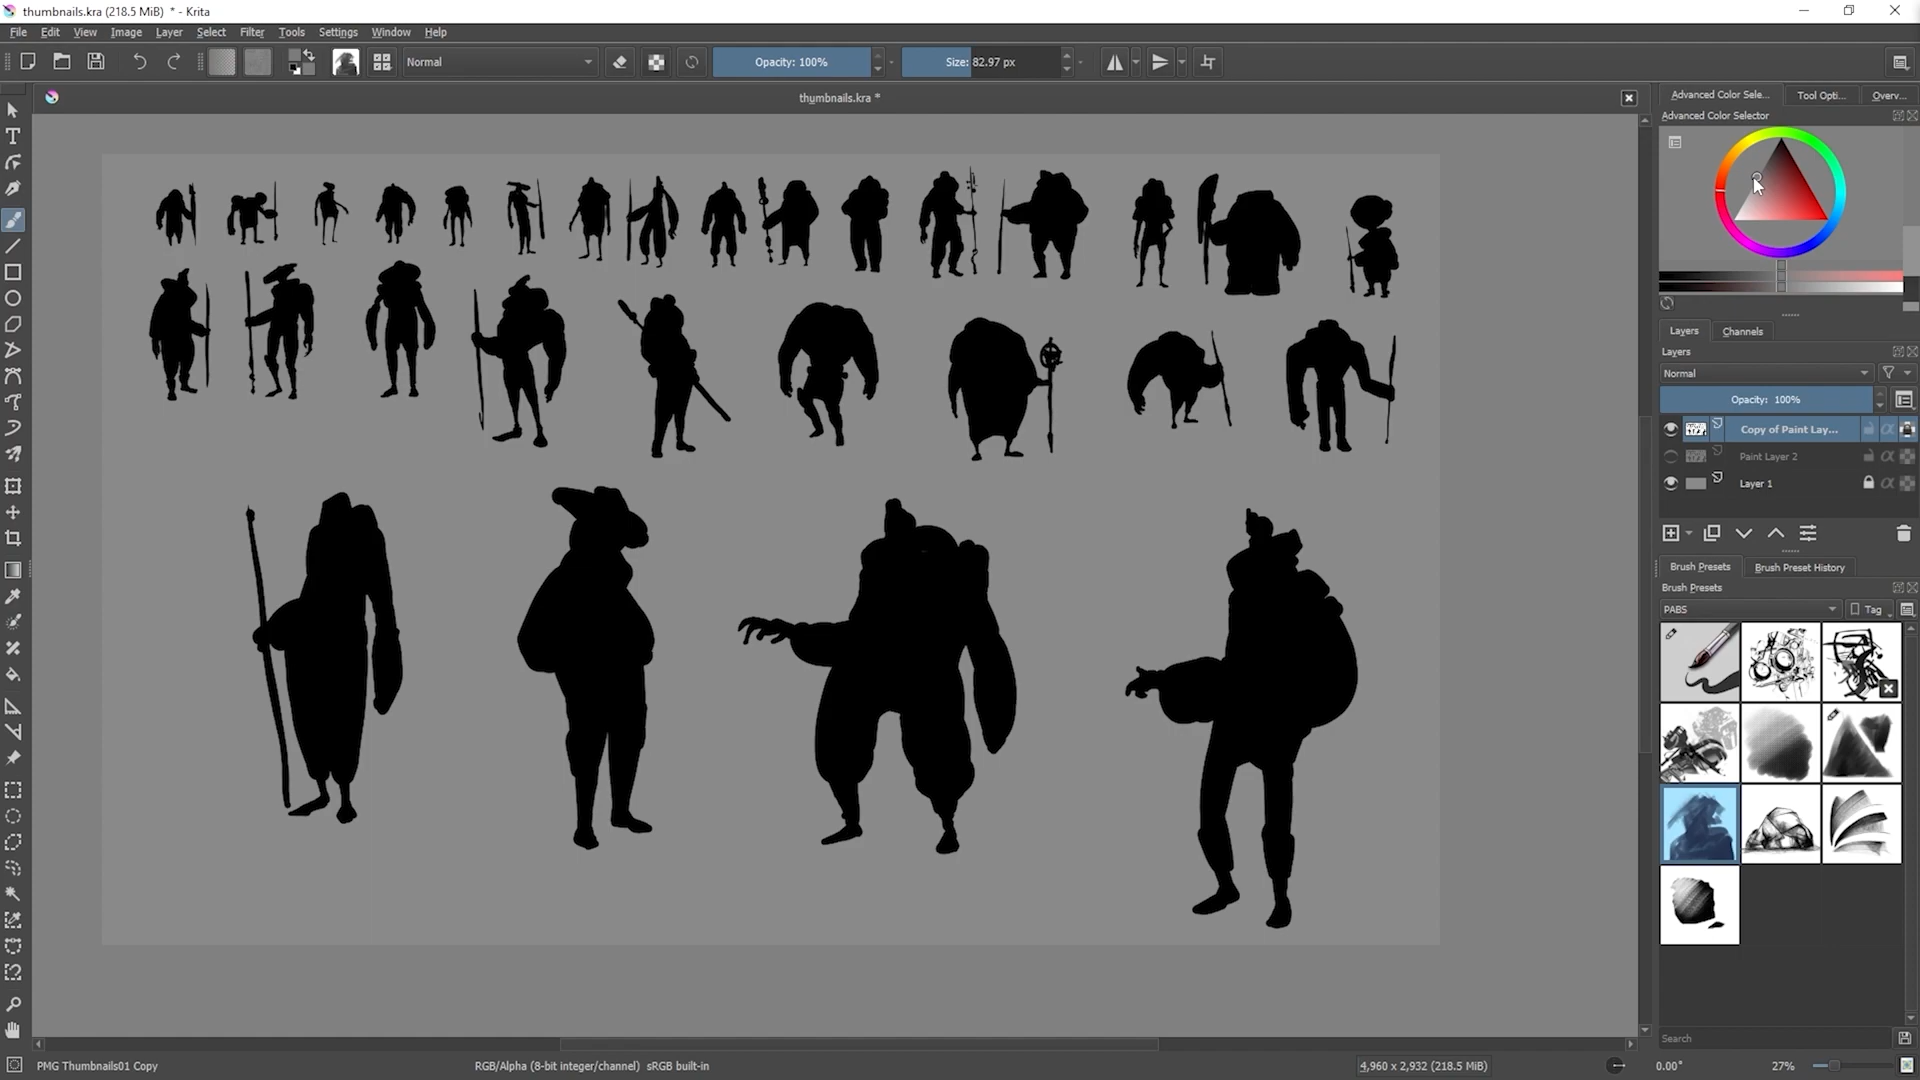 thumbnails.kra (218.5 MiB) * - Krita
File Edit View Image Layer Select Filter Tools Settings Window Help
Normal
Opacity: 100%
Size: 82.97 px
thumbnails.kra *
Advanced Color Sele... Tool Opti... Overv...
Advanced Color Selector
Layers Channels
Layers
Normal
Opacity: 100%
Copy of Paint Lay...
Paint Layer 2
Layer 1
Brush Presets Brush Preset History
Brush Presets
PABS Tag
Search
PMG Thumbnails01 Copy RGB/Alpha (8-bit integer/channel) sRGB built-in 4,960 x 2,932 (218.5 MiB) 0.00° 27%